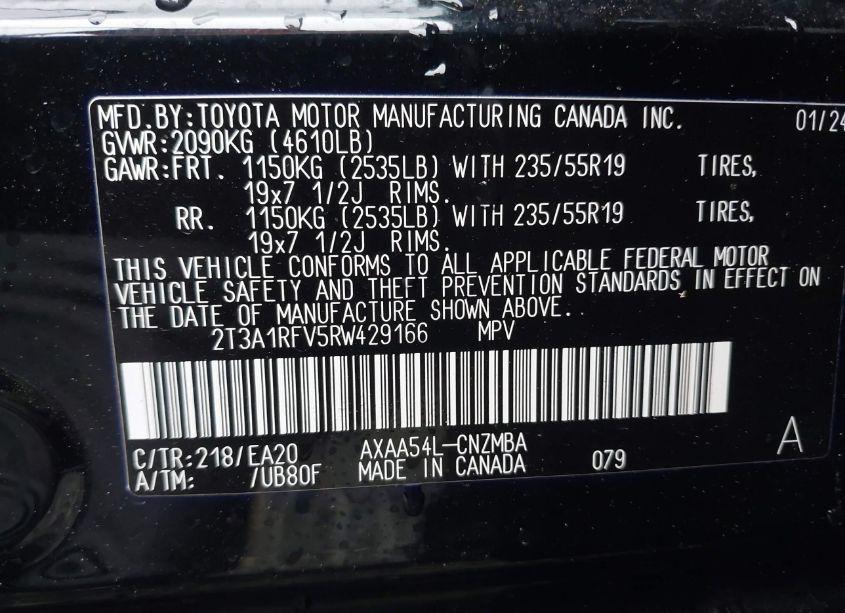 MFD.BY:TOYOTA MOTOR MANUFACTURING CANADA INC. 01/24
GVWR:2090KG (4610LB)
GAWR:FRT. 1150KG (2535LB) WITH 235/55R19 TIRES,
19x7 1/2J RIMS.
RR. 1150KG (2535LB) WITH 235/55R19 TIRES,
19x7 1/2J RIMS.
THIS VEHICLE CONFORMS TO ALL APPLICABLE FEDERAL MOTOR
VEHICLE SAFETY AND THEFT PREVENTION STANDARDS IN EFFECT ON
THE DATE OF MANUFACTURE SHOWN ABOVE.
2T3A1RFV5RW429166 MPV
C/TR:218/EA20 AXAA54L-CNZMBA
A/TM: /UB80F MADE IN CANADA 079
A